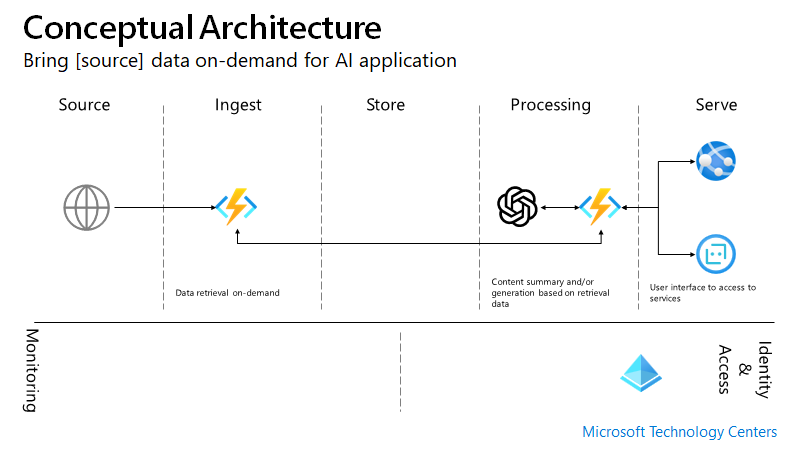 Conceptual Architecture
Bring [source] data on-demand for AI application
Source
Ingest
Store
Processing
Serve
Data retrieval on-demand
Content summary and/or
generation based on retrieval
data
User interface to access to
services
Monitoring
Identity
&
Access
Microsoft Technology Centers